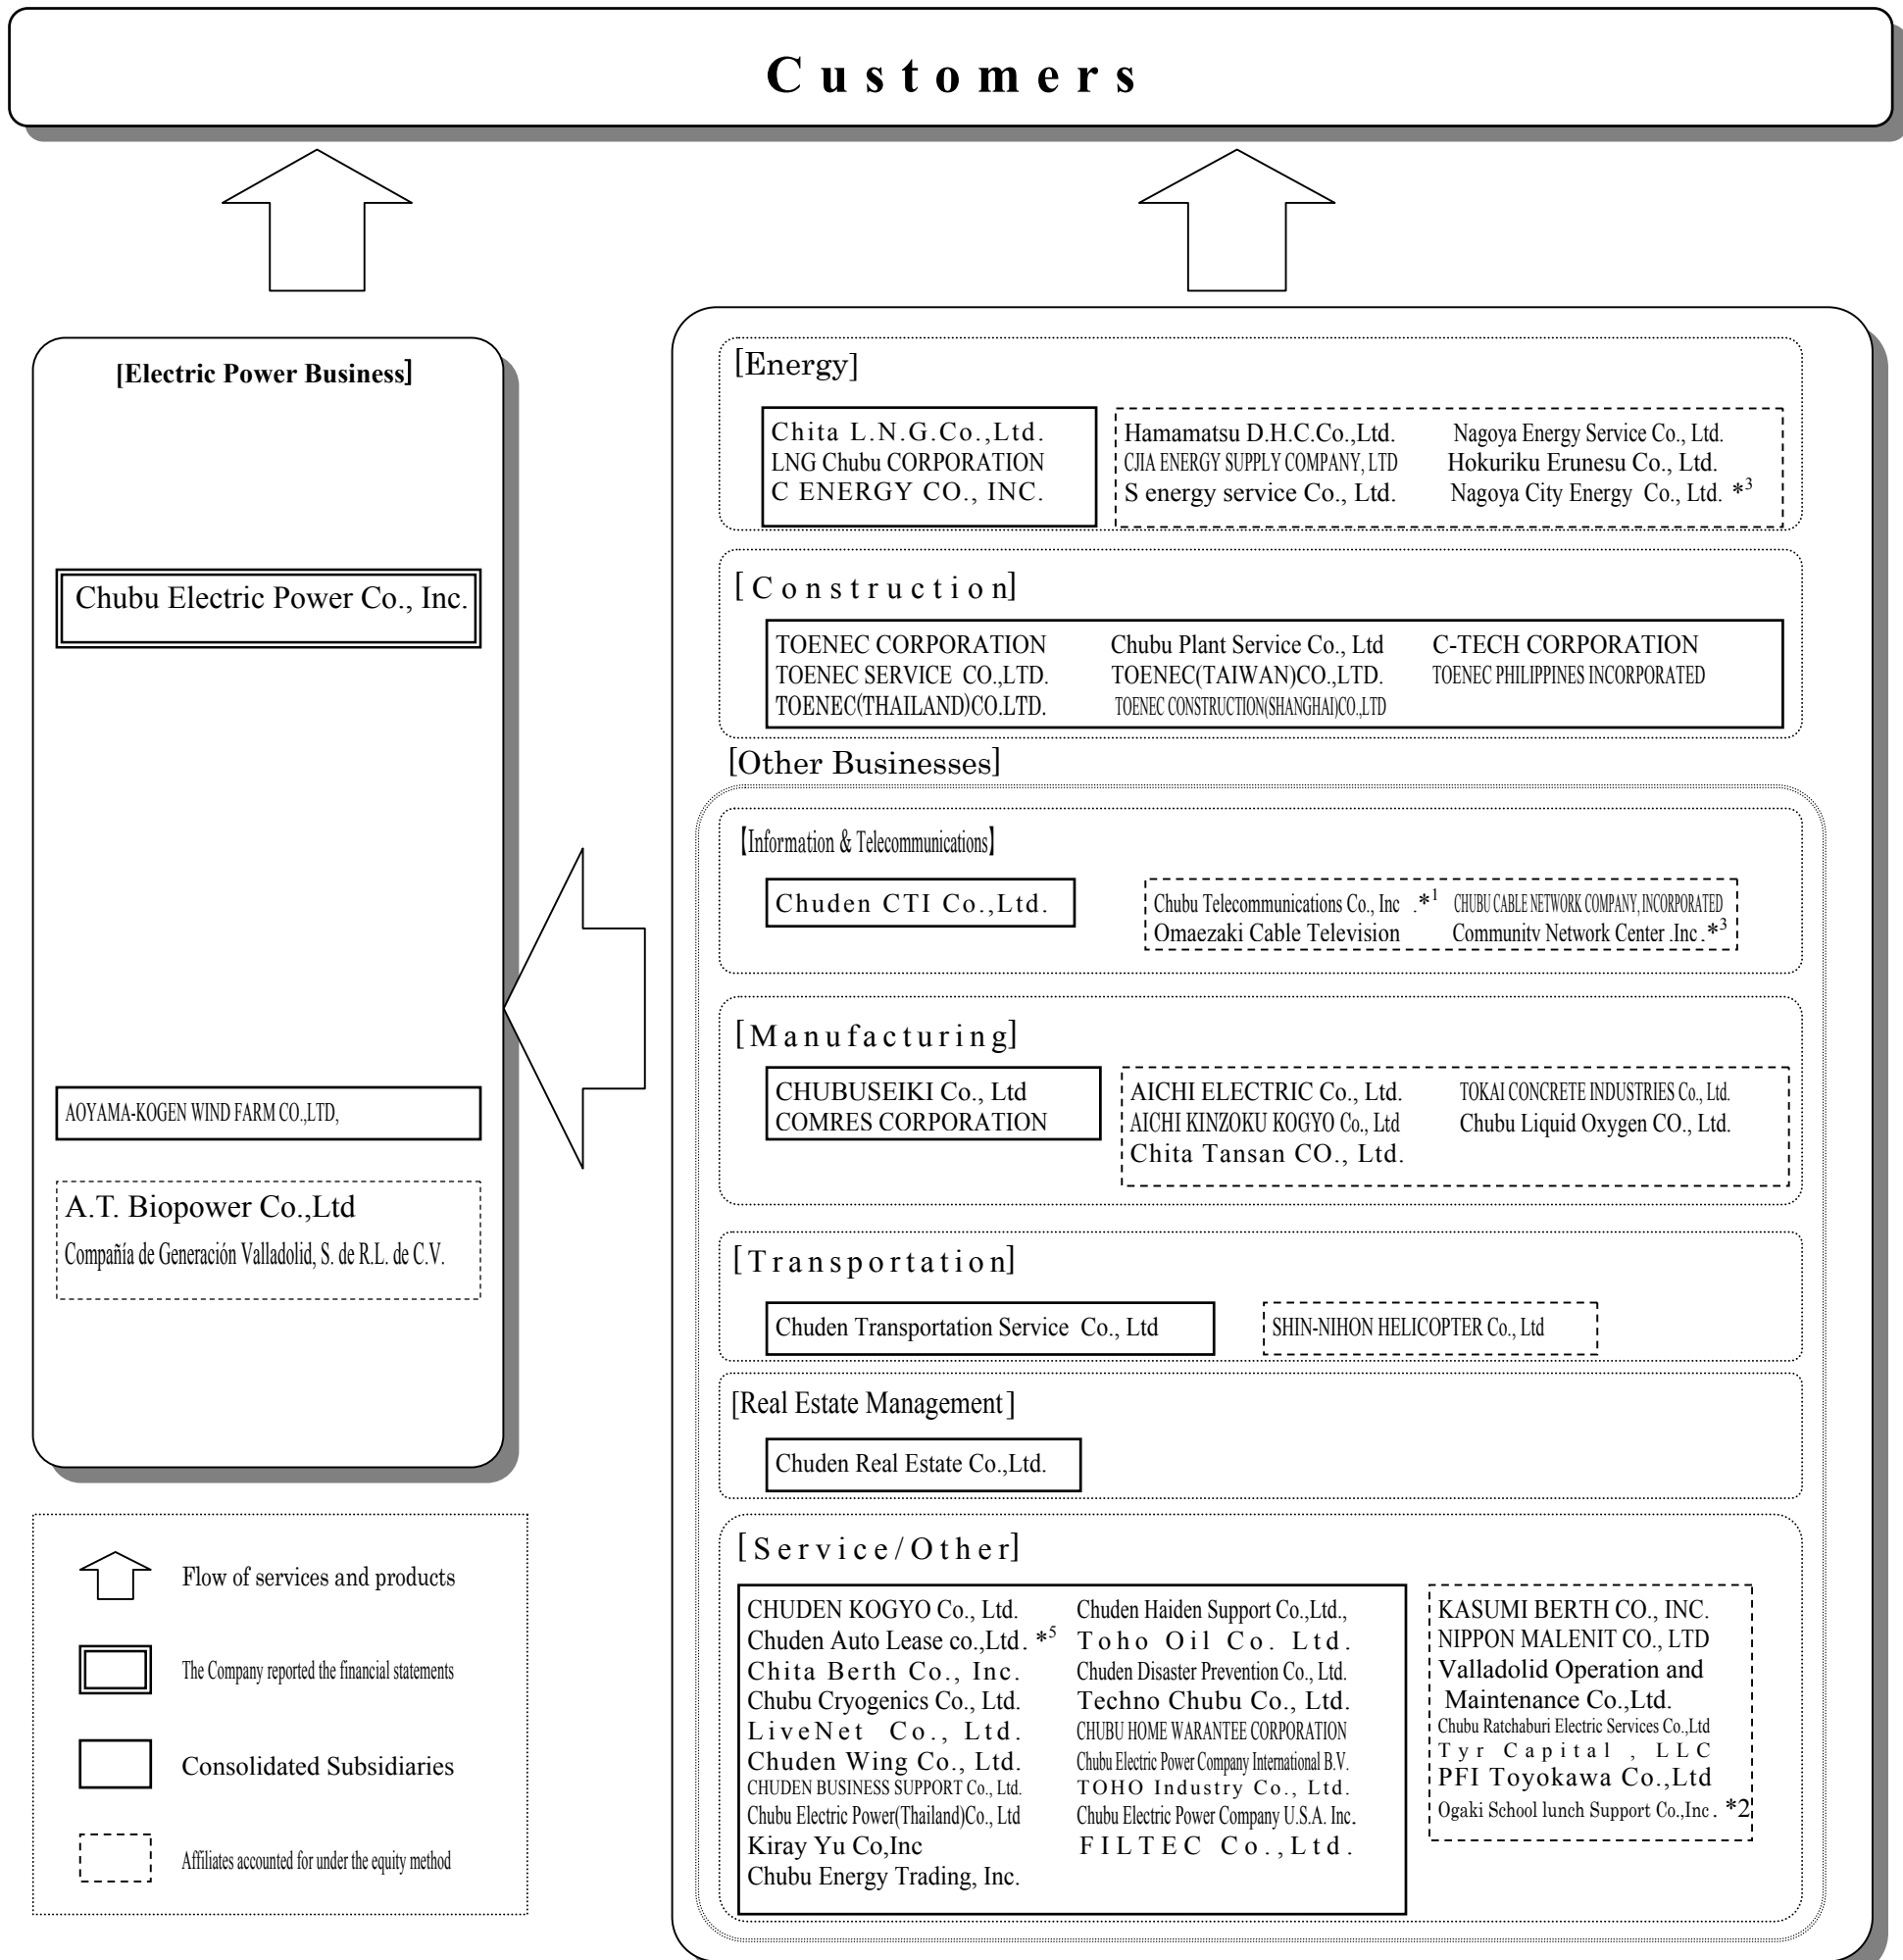 Customers
[Electric Power Business]
Chubu Electric Power Co., Inc.
AOYAMA-KOGEN WIND FARM CO.,LTD,
A.T. Biopower Co.,Ltd
Compañía de Generación Valladolid, S. de R.L. de C.V.
Flow of services and products
The Company reported the financial statements
Consolidated Subsidiaries
Affiliates accounted for under the equity method
[Energy]
Chita L.N.G.Co.,Ltd.
LNG Chubu CORPORATION
C ENERGY CO., INC.
Hamamatsu D.H.C.Co.,Ltd. Nagoya Energy Service Co., Ltd.
CJIA ENERGY SUPPLY COMPANY, LTD Hokuriku Erunesu Co., Ltd.
S energy service Co., Ltd. Nagoya City Energy Co., Ltd. *3
[Construction]
TOENEC CORPORATION Chubu Plant Service Co., Ltd C-TECH CORPORATION
TOENEC SERVICE CO.,LTD. TOENEC(TAIWAN)CO.,LTD. TOENEC PHILIPPINES INCORPORATED
TOENEC(THAILAND)CO.LTD. TOENEC CONSTRUCTION(SHANGHAI)CO.,LTD
[Other Businesses]
【Information & Telecommunications】
Chuden CTI Co.,Ltd.
Chubu Telecommunications Co., Inc .*1 CHUBU CABLE NETWORK COMPANY, INCORPORATED
Omaezaki Cable Television Community Network Center .Inc.*3
[Manufacturing]
CHUBUSEIKI Co., Ltd
COMRES CORPORATION
AICHI ELECTRIC Co., Ltd. TOKAI CONCRETE INDUSTRIES Co., Ltd.
AICHI KINZOKU KOGYO Co., Ltd Chubu Liquid Oxygen CO., Ltd.
Chita Tansan CO., Ltd.
[Transportation]
Chuden Transportation Service Co., Ltd
SHIN-NIHON HELICOPTER Co., Ltd
[Real Estate Management]
Chuden Real Estate Co.,Ltd.
[Service/Other]
CHUDEN KOGYO Co., Ltd. Chuden Haiden Support Co.,Ltd.,
Chuden Auto Lease co.,Ltd. *5 Toho Oil Co. Ltd.
Chita Berth Co., Inc. Chuden Disaster Prevention Co., Ltd.
Chubu Cryogenics Co., Ltd. Techno Chubu Co., Ltd.
LiveNet Co., Ltd. CHUBU HOME WARANTEE CORPORATION
Chuden Wing Co., Ltd. Chubu Electric Power Company International B.V.
CHUDEN BUSINESS SUPPORT Co., Ltd. TOHO Industry Co., Ltd.
Chubu Electric Power(Thailand)Co., Ltd Chubu Electric Power Company U.S.A. Inc.
Kiray Yu Co,Inc FILTEC Co.,Ltd.
Chubu Energy Trading, Inc.
KASUMI BERTH CO., INC.
NIPPON MALENIT CO., LTD
Valladolid Operation and
Maintenance Co.,Ltd.
Chubu Ratchaburi Electric Services Co.,Ltd
Tyr Capital , LLC
PFI Toyokawa Co.,Ltd
Ogaki School lunch Support Co.,Inc. *2